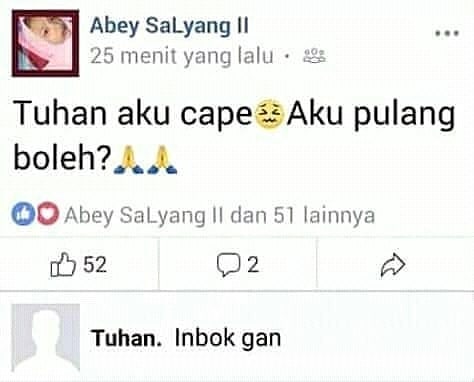 Abey SaLyang II
25 menit yang lalu ·
Tuhan aku cape😖Aku pulang
boleh?🙏🙏
Abey SaLyang II dan 51 lainnya
52
2
Tuhan. Inbok gan